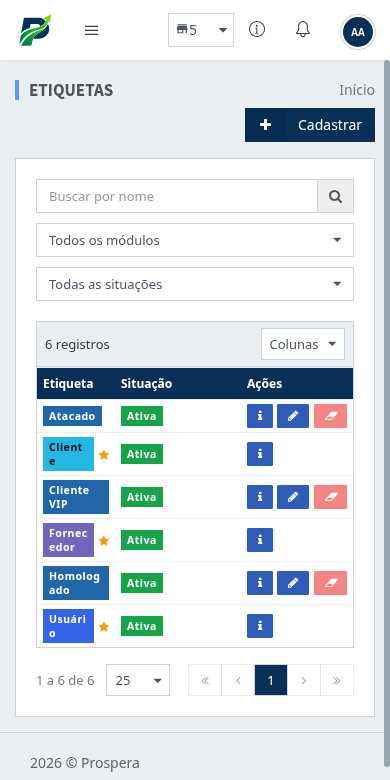 5
AA
ETIQUETAS
Início
Cadastrar
Buscar por nome
Todos os módulos
Todas as situações
6 registros
Colunas
Etiqueta Situação Ações
Atacado Ativa
Client
e
Ativa
Cliente
VIP
Ativa
Fornec
edor
Ativa
Homolog
ado
Ativa
Usuári
o
Ativa
1 a 6 de 6 25 « ‹ 1 › »
2026 © Prospera